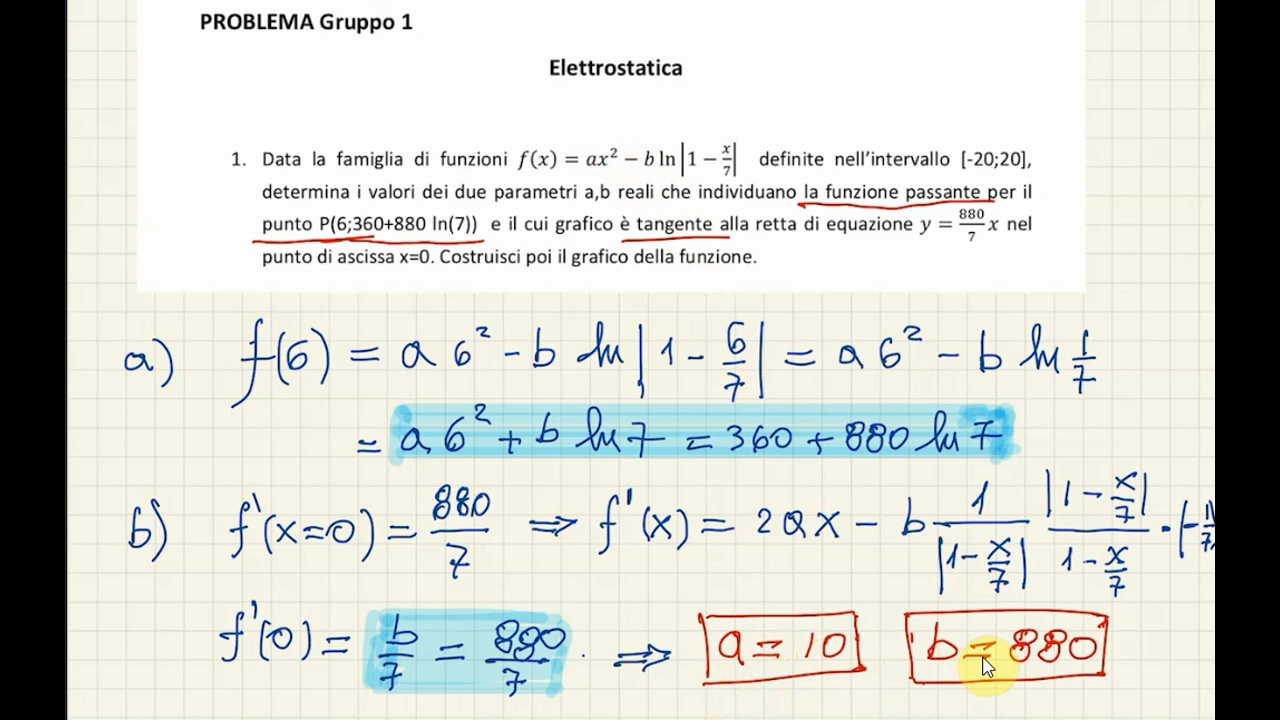 PROBLEMA Gruppo 1
Elettrostatica
1. Data la famiglia di funzioni f(x) = ax² − b ln|1 − x/7| definite nell'intervallo [-20;20],
determina i valori dei due parametri a,b reali che individuano la funzione passante per il
punto P(6;360+880 ln(7)) e il cui grafico è tangente alla retta di equazione y = 880/7 x nel
punto di ascissa x=0. Costruisci poi il grafico della funzione.
a) f(6) = a 6² - b ln|1 - 6/7| = a 6² - b ln 1/7
= a 6² + b ln 7 = 360 + 880 ln 7
b) f'(x=0) = 880/7 ⇒ f'(x) = 2ax - b 1/|1-x/7| |1-x/7|/(1-x/7) · (-1/7
f'(0) = b/7 = 880/7 . ⇒ a = 10 b = 880